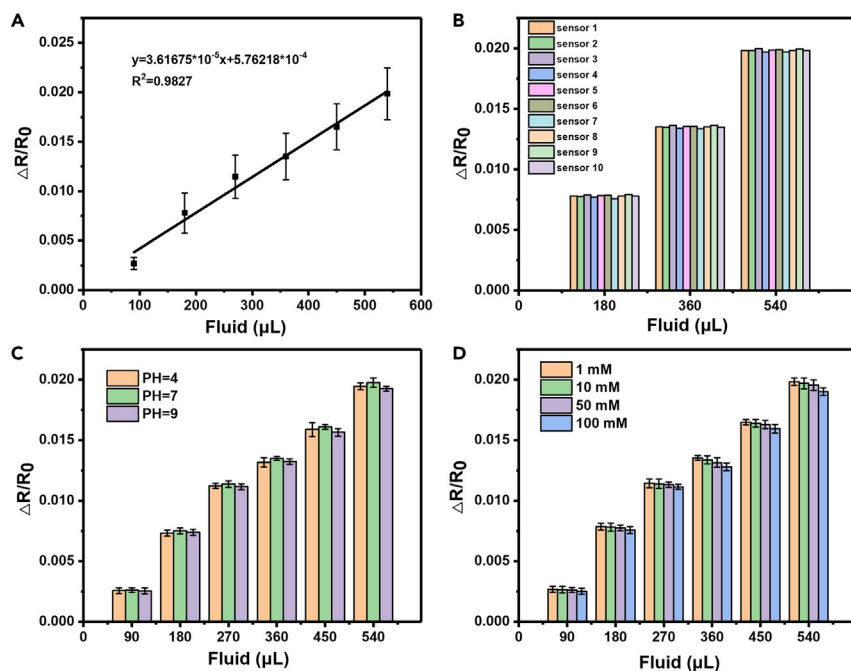 A
y=3.61675*10⁻⁵x+5.76218*10⁻⁴
R²=0.9827
△R/R₀
0.020
0.015
0.010
0.005
0.000
0 100 200 300 400 500 600
Fluid (μL)
B
sensor 1
sensor 2
sensor 3
sensor 4
sensor 5
sensor 6
sensor 7
sensor 8
sensor 9
sensor 10
△R/R₀
0.020
0.015
0.010
0.005
0.000
0 180 360 540
Fluid (μL)
C
PH=4
PH=7
PH=9
△R/R₀
0.020
0.015
0.010
0.005
0.000
0 90 180 270 360 450 540
Fluid (μL)
D
1 mM
10 mM
50 mM
100 mM
△R/R₀
0.020
0.015
0.010
0.005
0.000
0 90 180 270 360 450 540
Fluid (μL)